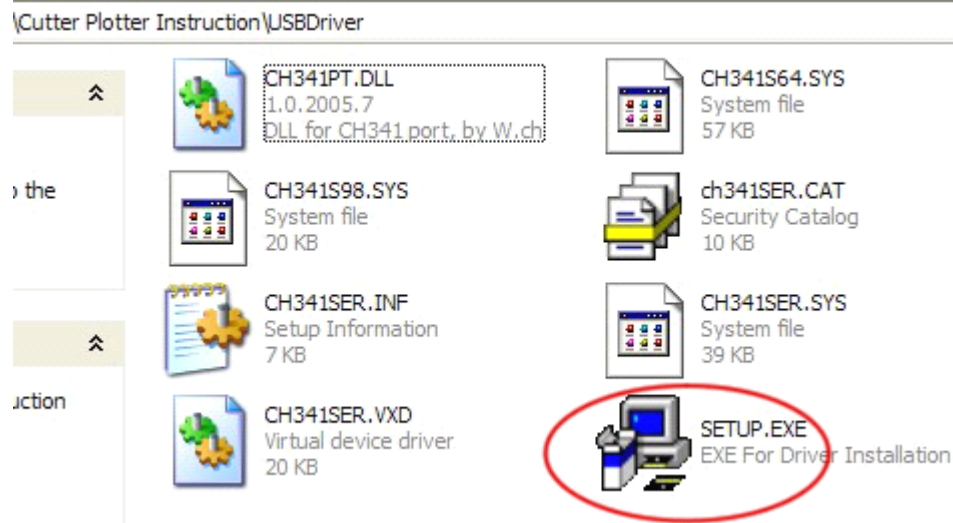 \Cutter Plotter Instruction\USBDriver
CH341PT.DLL
1.0.2005.7
DLL for CH341 port, by W.ch
CH341S64.SYS
System file
57 KB
the
CH341S98.SYS
System file
20 KB
ch341SER.CAT
Security Catalog
10 KB
CH341SER.INF
Setup Information
7 KB
CH341SER.SYS
System file
39 KB
uction
CH341SER.VXD
Virtual device driver
20 KB
SETUP.EXE
EXE For Driver Installation